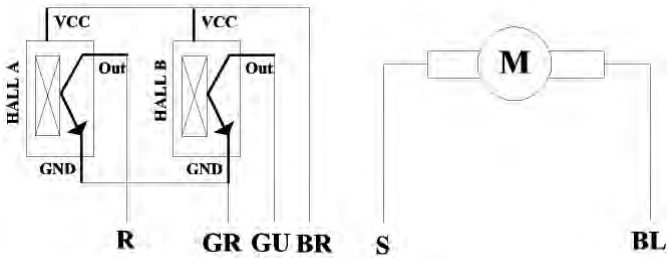 VCC VCC
HALL A Out HALL B Out M
GND GND
R GR GU BR S BL